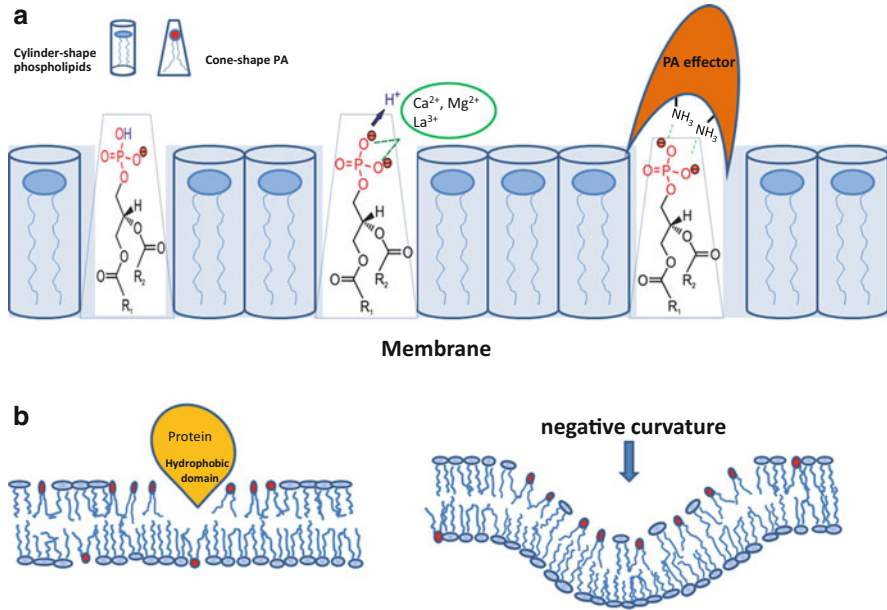 a
Cylinder-shape
phospholipids
Cone-shape PA
PA effector
H+
Ca2+, Mg2+
La3+
NH3
NH3
OH
O=P-O⊖
O
H
O
O
O
O
R2
R1
O⊖
O=P-O⊖
O
H
O
O
O
O
R2
R1
O⊖
O=P-O⊖
O
H
O
O
O
O
R2
R1
Membrane
b
Protein
Hydrophobic
domain
negative curvature